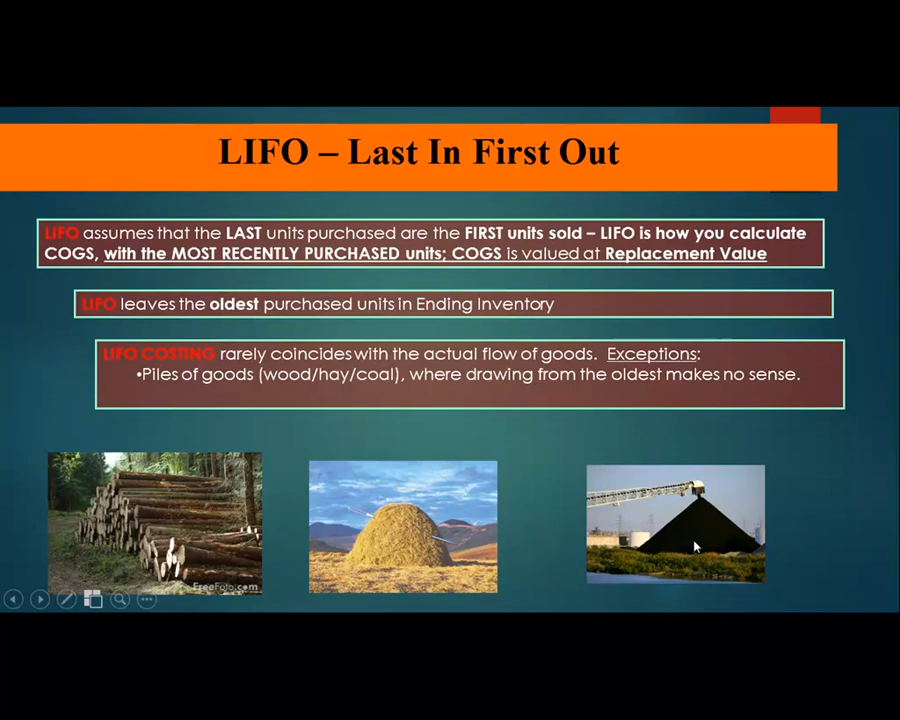 LIFO – Last In First Out
LIFO assumes that the LAST units purchased are the FIRST units sold – LIFO is how you calculate
COGS, with the MOST RECENTLY PURCHASED units; COGS is valued at Replacement Value
LIFO leaves the oldest purchased units in Ending Inventory
LIFO COSTING rarely coincides with the actual flow of goods. Exceptions:
•Piles of goods (wood/hay/coal), where drawing from the oldest makes no sense.
FreeFoto.com